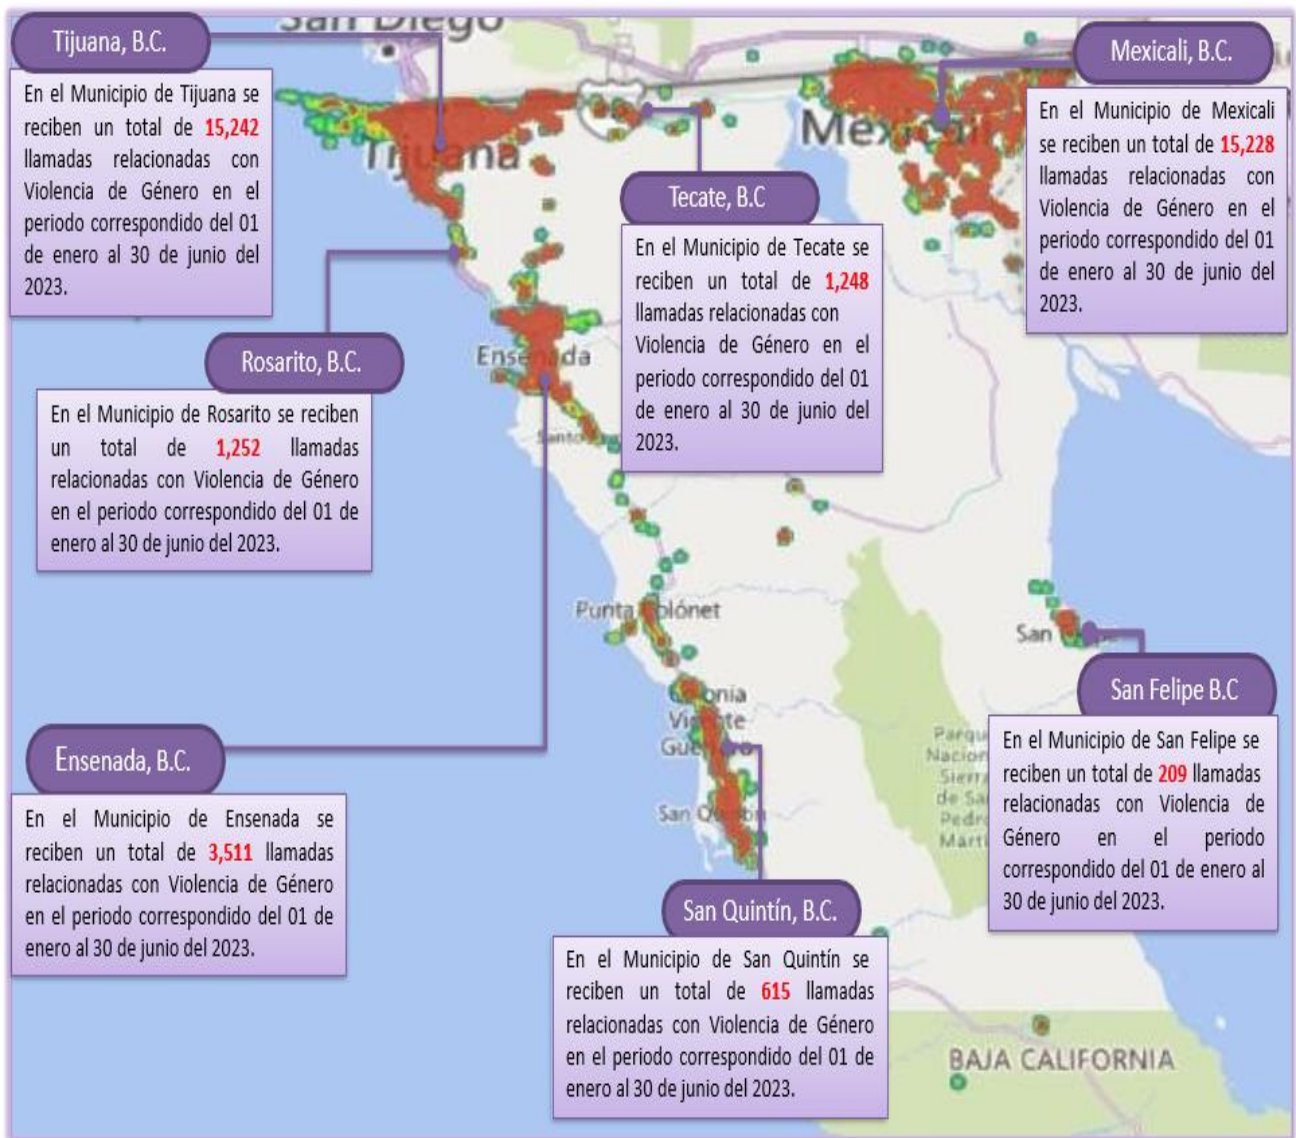 San Diego
Tijuana, B.C.
En el Municipio de Tijuana se
reciben un total de 15,242
llamadas relacionadas con
Violencia de Género en el
periodo correspondido del 01
de enero al 30 de junio del
2023.
Mexicali, B.C.
En el Municipio de Mexicali
se reciben un total de 15,228
llamadas relacionadas con
Violencia de Género en el
periodo correspondido del 01
de enero al 30 de junio del
2023.
Tijuana
Mexicali
Tecate, B.C
En el Municipio de Tecate se
reciben un total de 1,248
llamadas relacionadas con
Violencia de Género en el
periodo correspondido del 01
de enero al 30 de junio del
2023.
Rosarito, B.C.
En el Municipio de Rosarito se reciben
un total de 1,252 llamadas
relacionadas con Violencia de Género
en el periodo correspondido del 01 de
enero al 30 de junio del 2023.
Ensenada
Santo
Punta Colónet
San Felipe
San Felipe B.C
En el Municipio de San Felipe se
reciben un total de 209 llamadas
relacionadas con Violencia de
Género en el periodo
correspondido del 01 de enero al
30 de junio del 2023.
Colonia
Vicente
Guerrero
San Quintín
Ensenada, B.C.
En el Municipio de Ensenada se
reciben un total de 3,511 llamadas
relacionadas con Violencia de Género
en el periodo correspondido del 01 de
enero al 30 de junio del 2023.
San Quintín, B.C.
En el Municipio de San Quintín se
reciben un total de 615 llamadas
relacionadas con Violencia de Género
en el periodo correspondido del 01 de
enero al 30 de junio del 2023.
BAJA CALIFORNIA